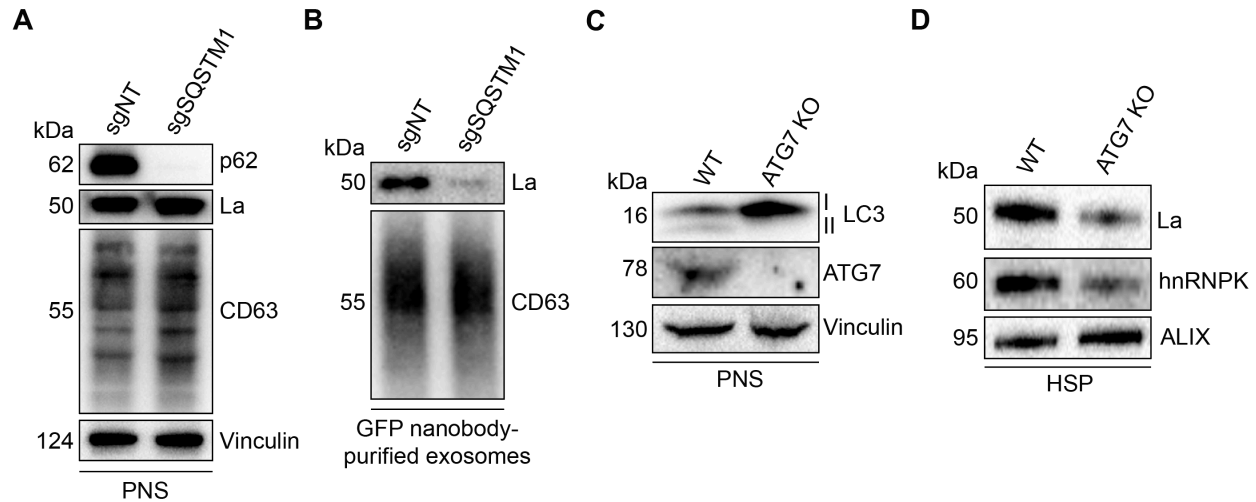 A
kDa
sgNT
sgSQSTM1
62
p62
50
La
55
CD63
124
Vinculin
PNS
B
kDa
sgNT
sgSQSTM1
50
La
55
CD63
GFP nanobody-
purified exosomes
C
kDa
WT
ATG7 KO
16
I
II
LC3
78
ATG7
130
Vinculin
PNS
D
kDa
WT
ATG7 KO
50
La
60
hnRNPK
95
ALIX
HSP